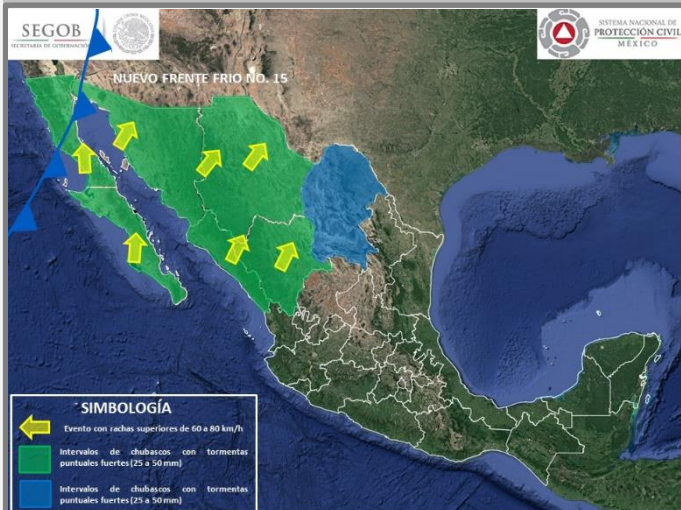 SEGOB
SECRETARÍA DE GOBERNACIÓN
SISTEMA NACIONAL DE
PROTECCIÓN CIVIL
MÉXICO
NUEVO FRENTE FRIO NO. 15
SIMBOLOGÍA
Evento con rachas superiores de 60 a 80 km/h
Intervalos de chubascos con tormentas
puntuales fuertes (25 a 50 mm)
Intervalos de chubascos con tormentas
puntuales fuertes (25 a 50 mm)